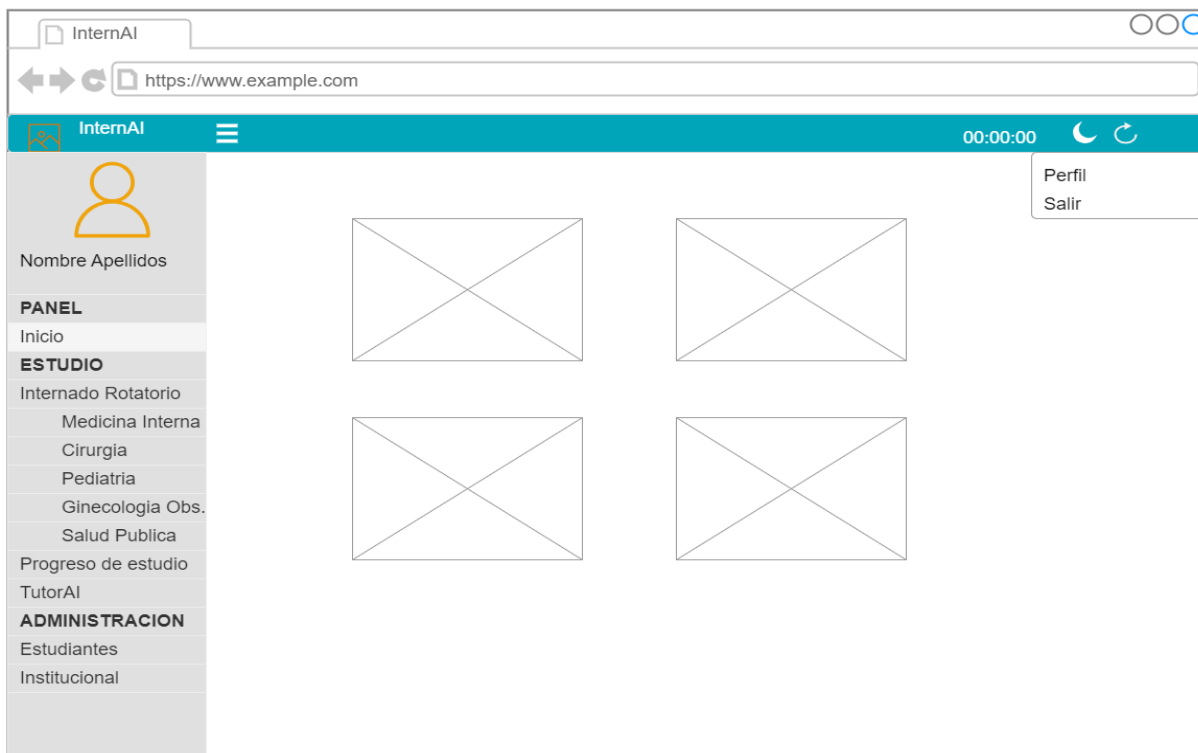 InternAI
https://www.example.com
InternAI
00:00:00
Perfil
Salir
Nombre Apellidos
PANEL
Inicio
ESTUDIO
Internado Rotatorio
Medicina Interna
Cirurgia
Pediatria
Ginecologia Obs.
Salud Publica
Progreso de estudio
TutorAI
ADMINISTRACION
Estudiantes
Institucional